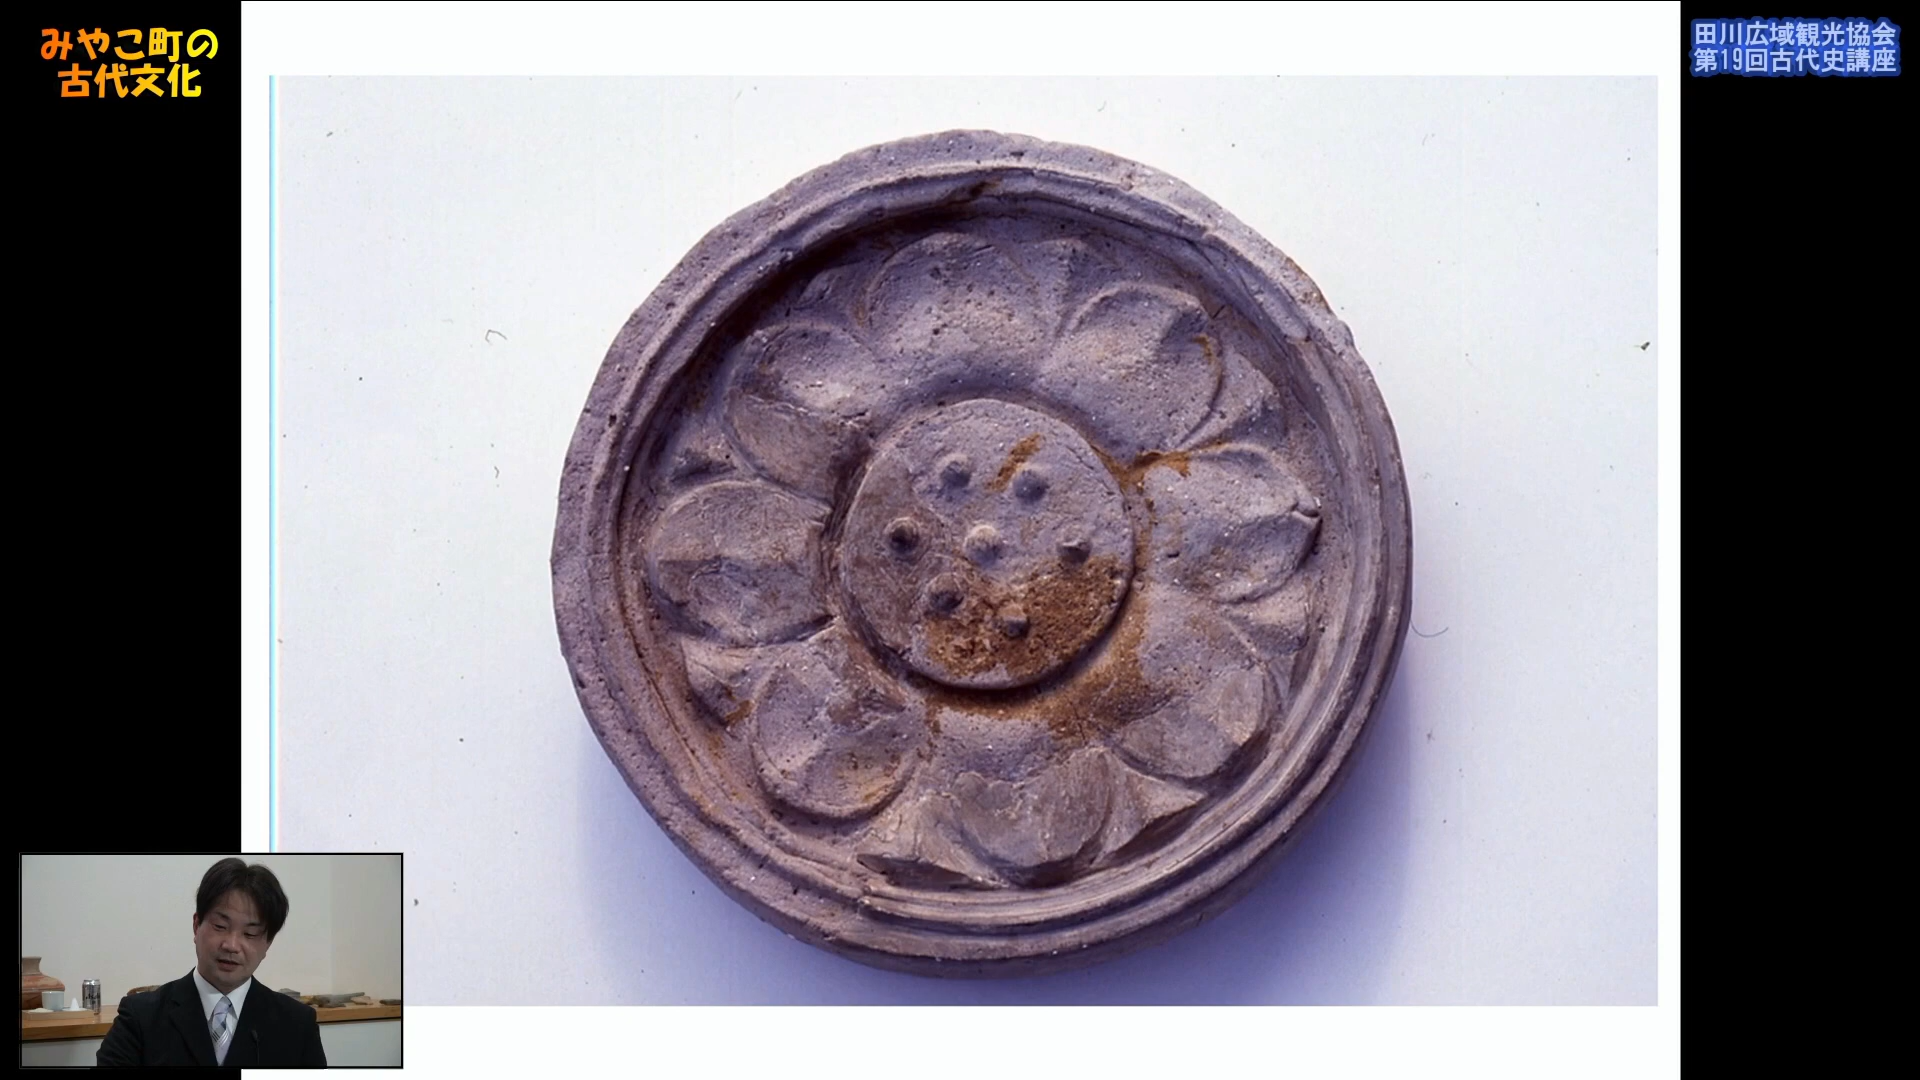 みやこ町の
古代文化
田川広域観光協会
第19回古代史講座